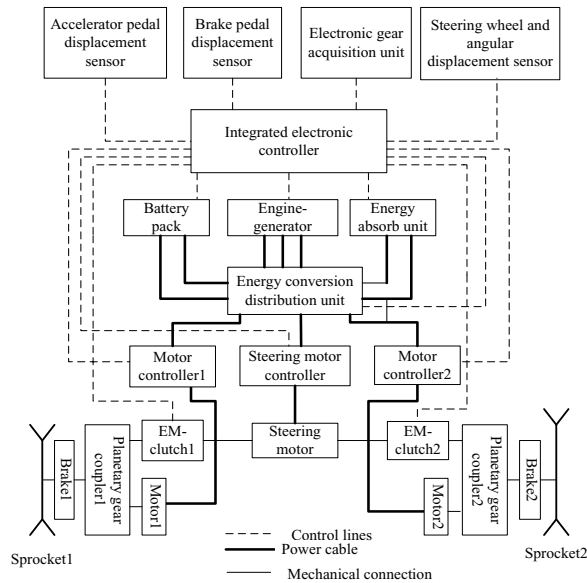 Accelerator pedal
displacement
sensor
Brake pedal
displacement
sensor
Electronic gear
acquisition unit
Steering wheel and
angular
displacement sensor
Integrated electronic
controller
Battery
pack
Engine-
generator
Energy
absorb unit
Energy conversion
distribution unit
Motor
controller1
Steering motor
controller
Motor
controller2
EM-
clutch1
Steering
motor
EM-
clutch2
Brake1
Planetary gear
coupler1
Motor1
Motor2
Planetary gear
coupler2
Brake2
Sprocket1
Sprocket2
Control lines
Power cable
Mechanical connection